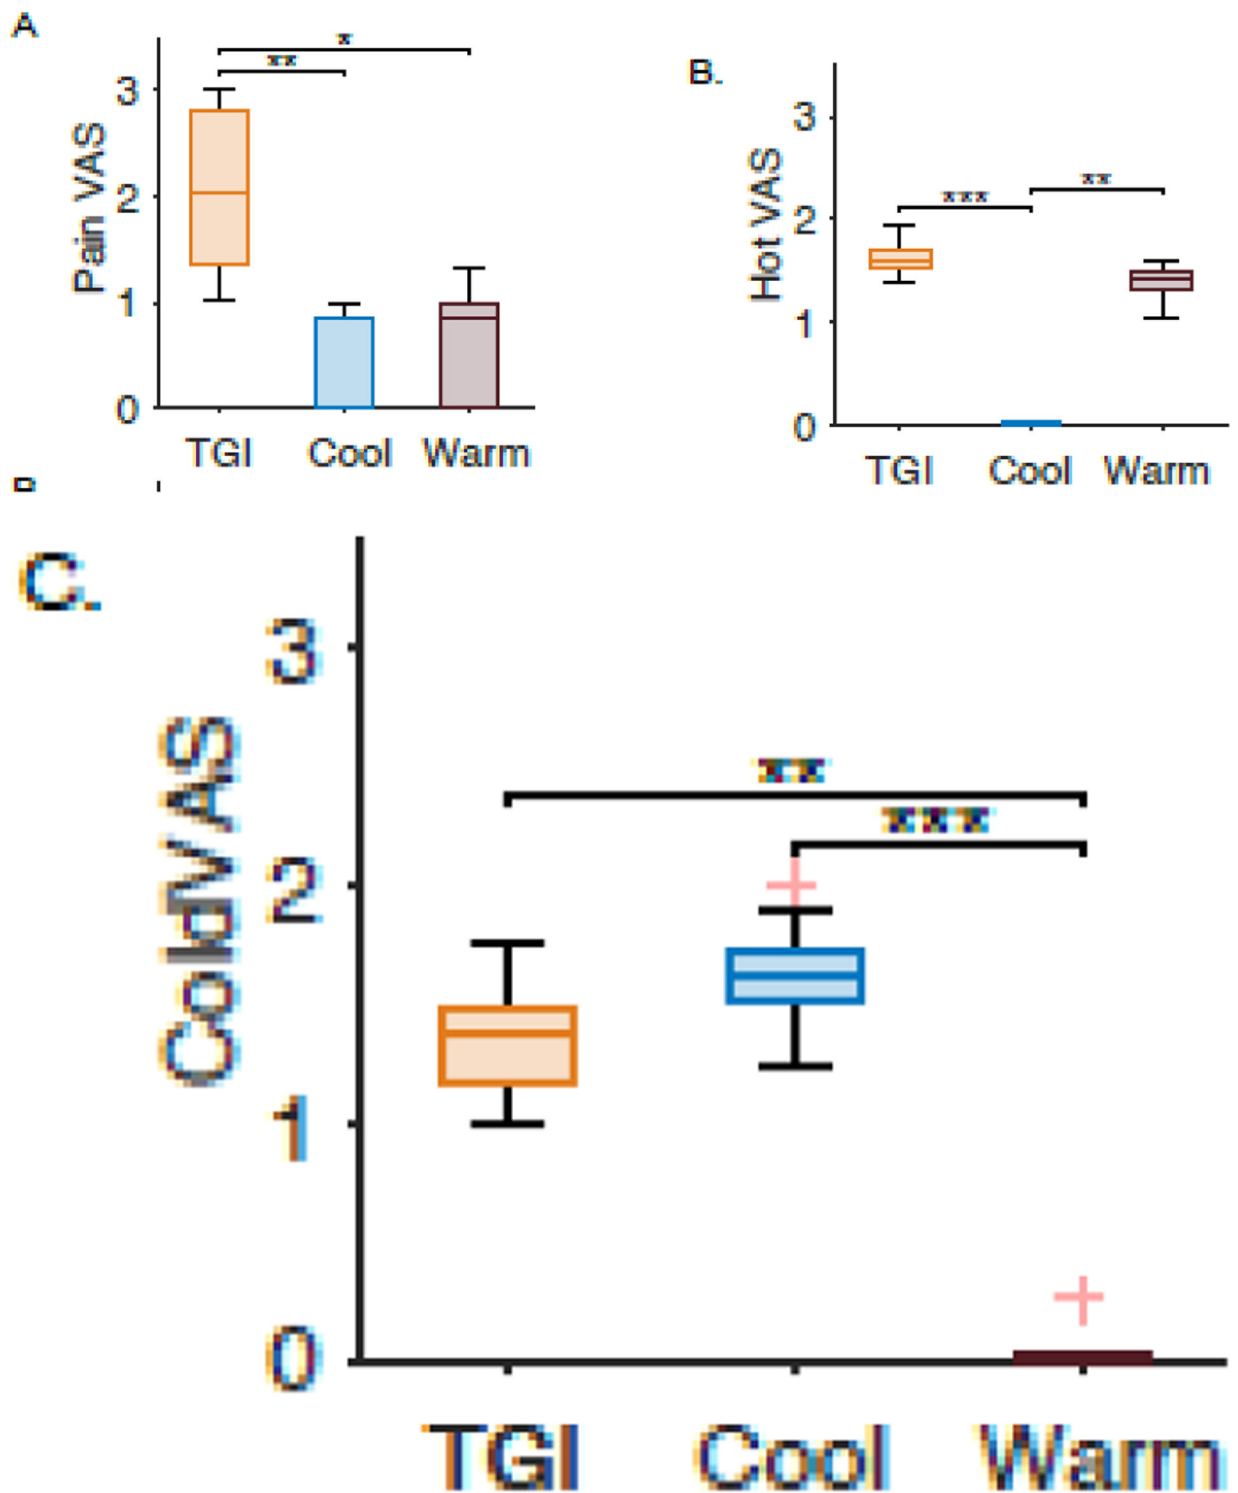 A
*
**
3
2
1
0
Pain VAS
TGI Cool Warm
B.
***
**
3
2
1
0
Hot VAS
TGI Cool Warm
C.
**
***
3
2
1
0
ColdVAS
TGI Cool Warm